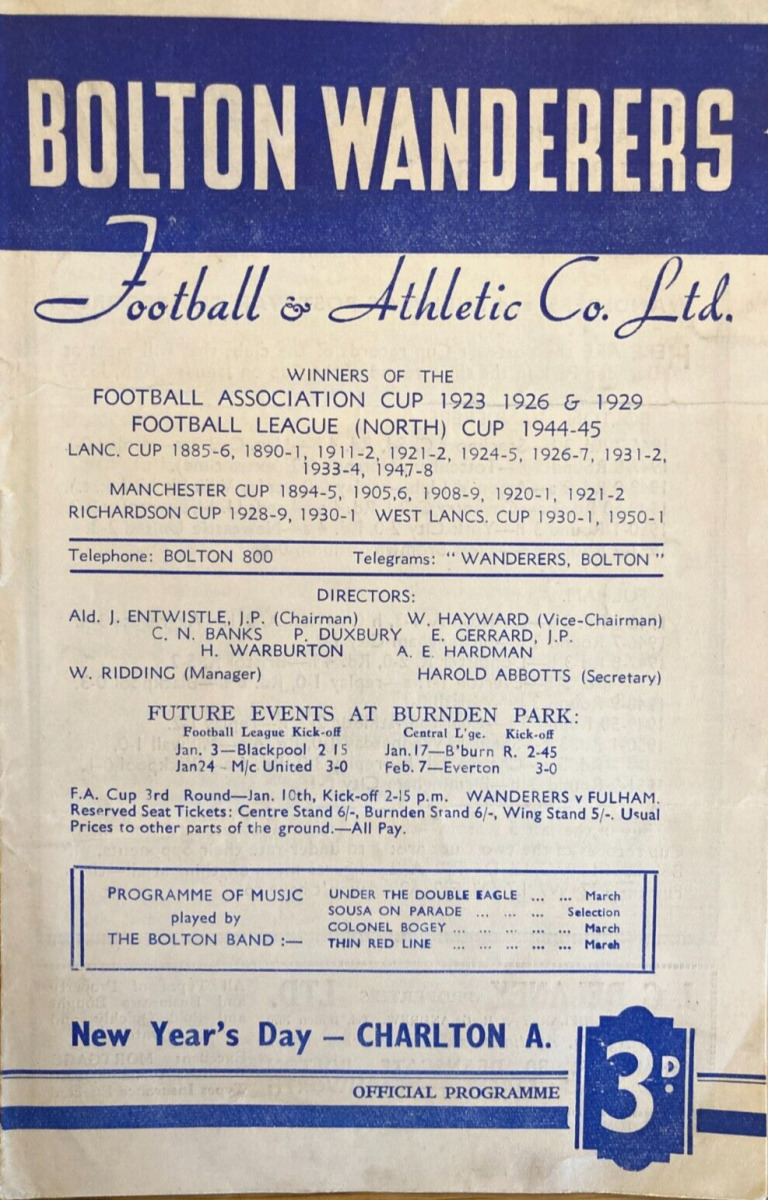 BOLTON WANDERERS
Football & Athletic Co. Ltd.
WINNERS OF THE
FOOTBALL ASSOCIATION CUP 1923 1926 & 1929
FOOTBALL LEAGUE (NORTH) CUP 1944-45
LANC. CUP 1885-6, 1890-1, 1911-2, 1921-2, 1924-5, 1926-7, 1931-2,
1933-4, 1947-8
MANCHESTER CUP 1894-5, 1905,6, 1908-9, 1920-1, 1921-2
RICHARDSON CUP 1928-9, 1930-1 WEST LANCS. CUP 1930-1, 1950-1
Telephone: BOLTON 800 Telegrams: "WANDERERS, BOLTON"
DIRECTORS:
Ald. J. ENTWISTLE, J.P. (Chairman) W. HAYWARD (Vice-Chairman)
C. N. BANKS P. DUXBURY E. GERRARD, J.P.
H. WARBURTON A. E. HARDMAN
W. RIDDING (Manager) HAROLD ABBOTTS (Secretary)
FUTURE EVENTS AT BURNDEN PARK:
Football League Kick-off Central L'ge. Kick-off
Jan. 3—Blackpool 2 15 Jan.17—B'burn R. 2-45
Jan24 - M/c United 3-0 Feb. 7—Everton 3-0
F.A. Cup 3rd Round—Jan. 10th, Kick-off 2-15 p.m. WANDERERS v FULHAM.
Reserved Seat Tickets: Centre Stand 6/-, Burnden Stand 6/-, Wing Stand 5/-. Usual
Prices to other parts of the ground.—All Pay.
PROGRAMME OF MUSIC
played by
THE BOLTON BAND :—
UNDER THE DOUBLE EAGLE ... ... March
SOUSA ON PARADE ... ... ... Selection
COLONEL BOGEY ... ... ... ... March
THIN RED LINE ... ... ... ... ... March
New Year's Day – CHARLTON A.
OFFICIAL PROGRAMME
3D.